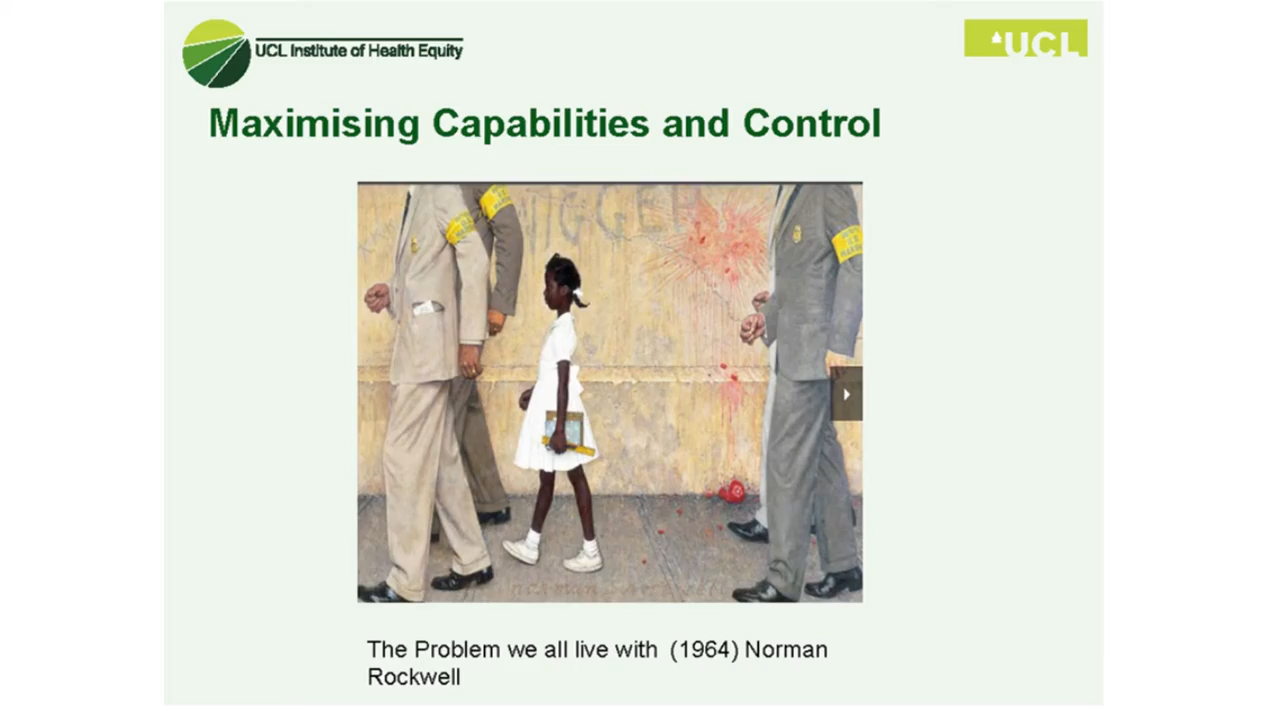 UCL Institute of Health Equity
UCL
Maximising Capabilities and Control
NIGGER
The Problem we all live with (1964) Norman
Rockwell